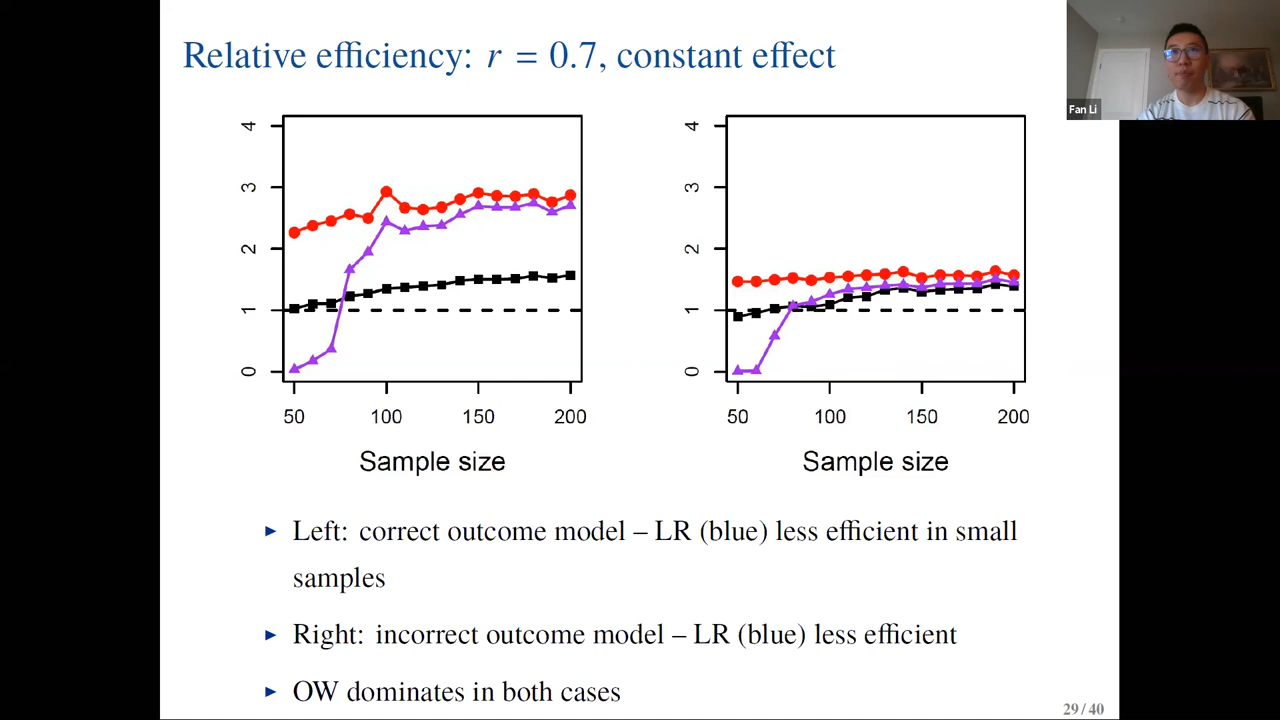 Relative efficiency: r = 0.7, constant effect
Fan Li
4
3
2
1
0
50
100
150
200
Sample size
4
3
2
1
0
50
100
150
200
Sample size
► Left: correct outcome model – LR (blue) less efficient in small
samples
► Right: incorrect outcome model – LR (blue) less efficient
► OW dominates in both cases
29 / 40